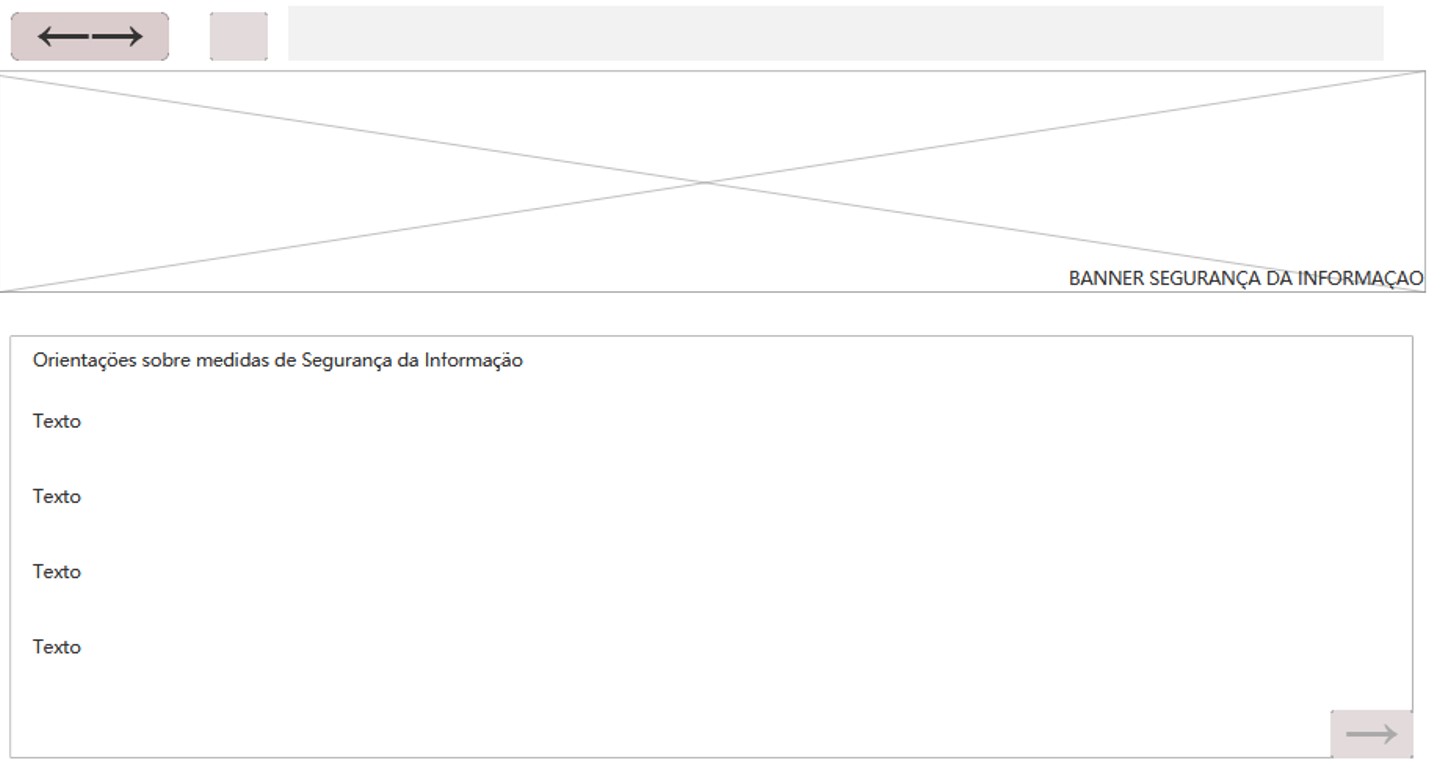 BANNER SEGURANÇA DA INFORMAÇAO
Orientações sobre medidas de Segurança da Informação
Texto
Texto
Texto
Texto